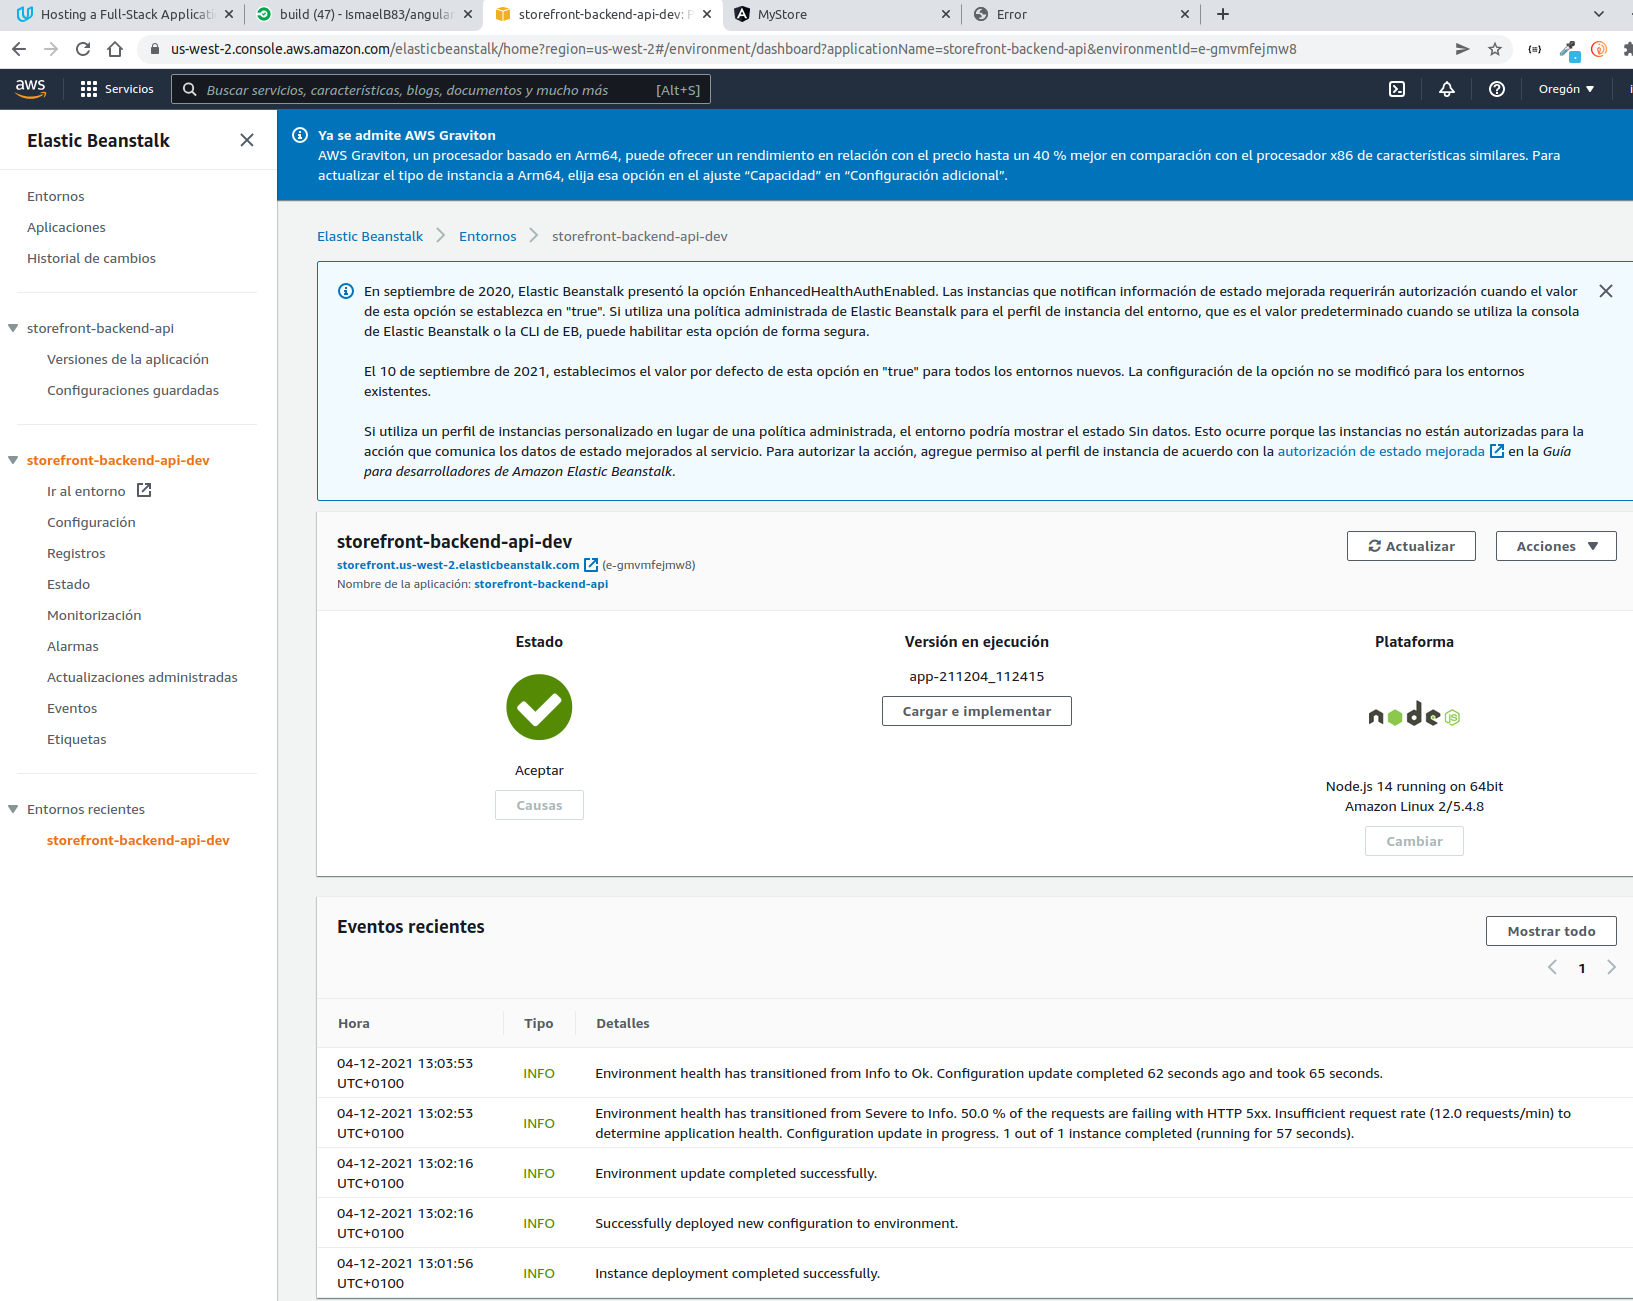 Hosting a Full-Stack Applicati
build (47) - IsmaelB83/angular
storefront-backend-api-dev:
MyStore
Error
us-west-2.console.aws.amazon.com/elasticbeanstalk/home?region=us-west-2#/environment/dashboard?applicationName=storefront-backend-api&environmentId=e-gmvmfejmw8
aws
Servicios
Buscar servicios, características, blogs, documentos y mucho más
[Alt+S]
Oregón
Elastic Beanstalk
Entornos
Aplicaciones
Historial de cambios
storefront-backend-api
Versiones de la aplicación
Configuraciones guardadas
storefront-backend-api-dev
Ir al entorno
Configuración
Registros
Estado
Monitorización
Alarmas
Actualizaciones administradas
Eventos
Etiquetas
Entornos recientes
storefront-backend-api-dev
Ya se admite AWS Graviton
AWS Graviton, un procesador basado en Arm64, puede ofrecer un rendimiento en relación con el precio hasta un 40 % mejor en comparación con el procesador x86 de características similares. Para
actualizar el tipo de instancia a Arm64, elija esa opción en el ajuste “Capacidad” en “Configuración adicional”.
Elastic Beanstalk
Entornos
storefront-backend-api-dev
En septiembre de 2020, Elastic Beanstalk presentó la opción EnhancedHealthAuthEnabled. Las instancias que notifican información de estado mejorada requerirán autorización cuando el valor
de esta opción se establezca en "true". Si utiliza una política administrada de Elastic Beanstalk para el perfil de instancia del entorno, que es el valor predeterminado cuando se utiliza la consola
de Elastic Beanstalk o la CLI de EB, puede habilitar esta opción de forma segura.
El 10 de septiembre de 2021, establecimos el valor por defecto de esta opción en "true" para todos los entornos nuevos. La configuración de la opción no se modificó para los entornos
existentes.
Si utiliza un perfil de instancias personalizado en lugar de una política administrada, el entorno podría mostrar el estado Sin datos. Esto ocurre porque las instancias no están autorizadas para la
acción que comunica los datos de estado mejorados al servicio. Para autorizar la acción, agregue permiso al perfil de instancia de acuerdo con la autorización de estado mejorada en la Guía
para desarrolladores de Amazon Elastic Beanstalk.
storefront-backend-api-dev
storefront.us-west-2.elasticbeanstalk.com (e-gmvmfejmw8)
Nombre de la aplicación: storefront-backend-api
Actualizar
Acciones
Estado
Aceptar
Causas
Versión en ejecución
app-211204_112415
Cargar e implementar
Plataforma
node JS
Node.js 14 running on 64bit
Amazon Linux 2/5.4.8
Cambiar
Eventos recientes
Mostrar todo
1
Hora
Tipo
Detalles
04-12-2021 13:03:53
UTC+0100
INFO
Environment health has transitioned from Info to Ok. Configuration update completed 62 seconds ago and took 65 seconds.
04-12-2021 13:02:53
UTC+0100
INFO
Environment health has transitioned from Severe to Info. 50.0 % of the requests are failing with HTTP 5xx. Insufficient request rate (12.0 requests/min) to
determine application health. Configuration update in progress. 1 out of 1 instance completed (running for 57 seconds).
04-12-2021 13:02:16
UTC+0100
INFO
Environment update completed successfully.
04-12-2021 13:02:16
UTC+0100
INFO
Successfully deployed new configuration to environment.
04-12-2021 13:01:56
UTC+0100
INFO
Instance deployment completed successfully.